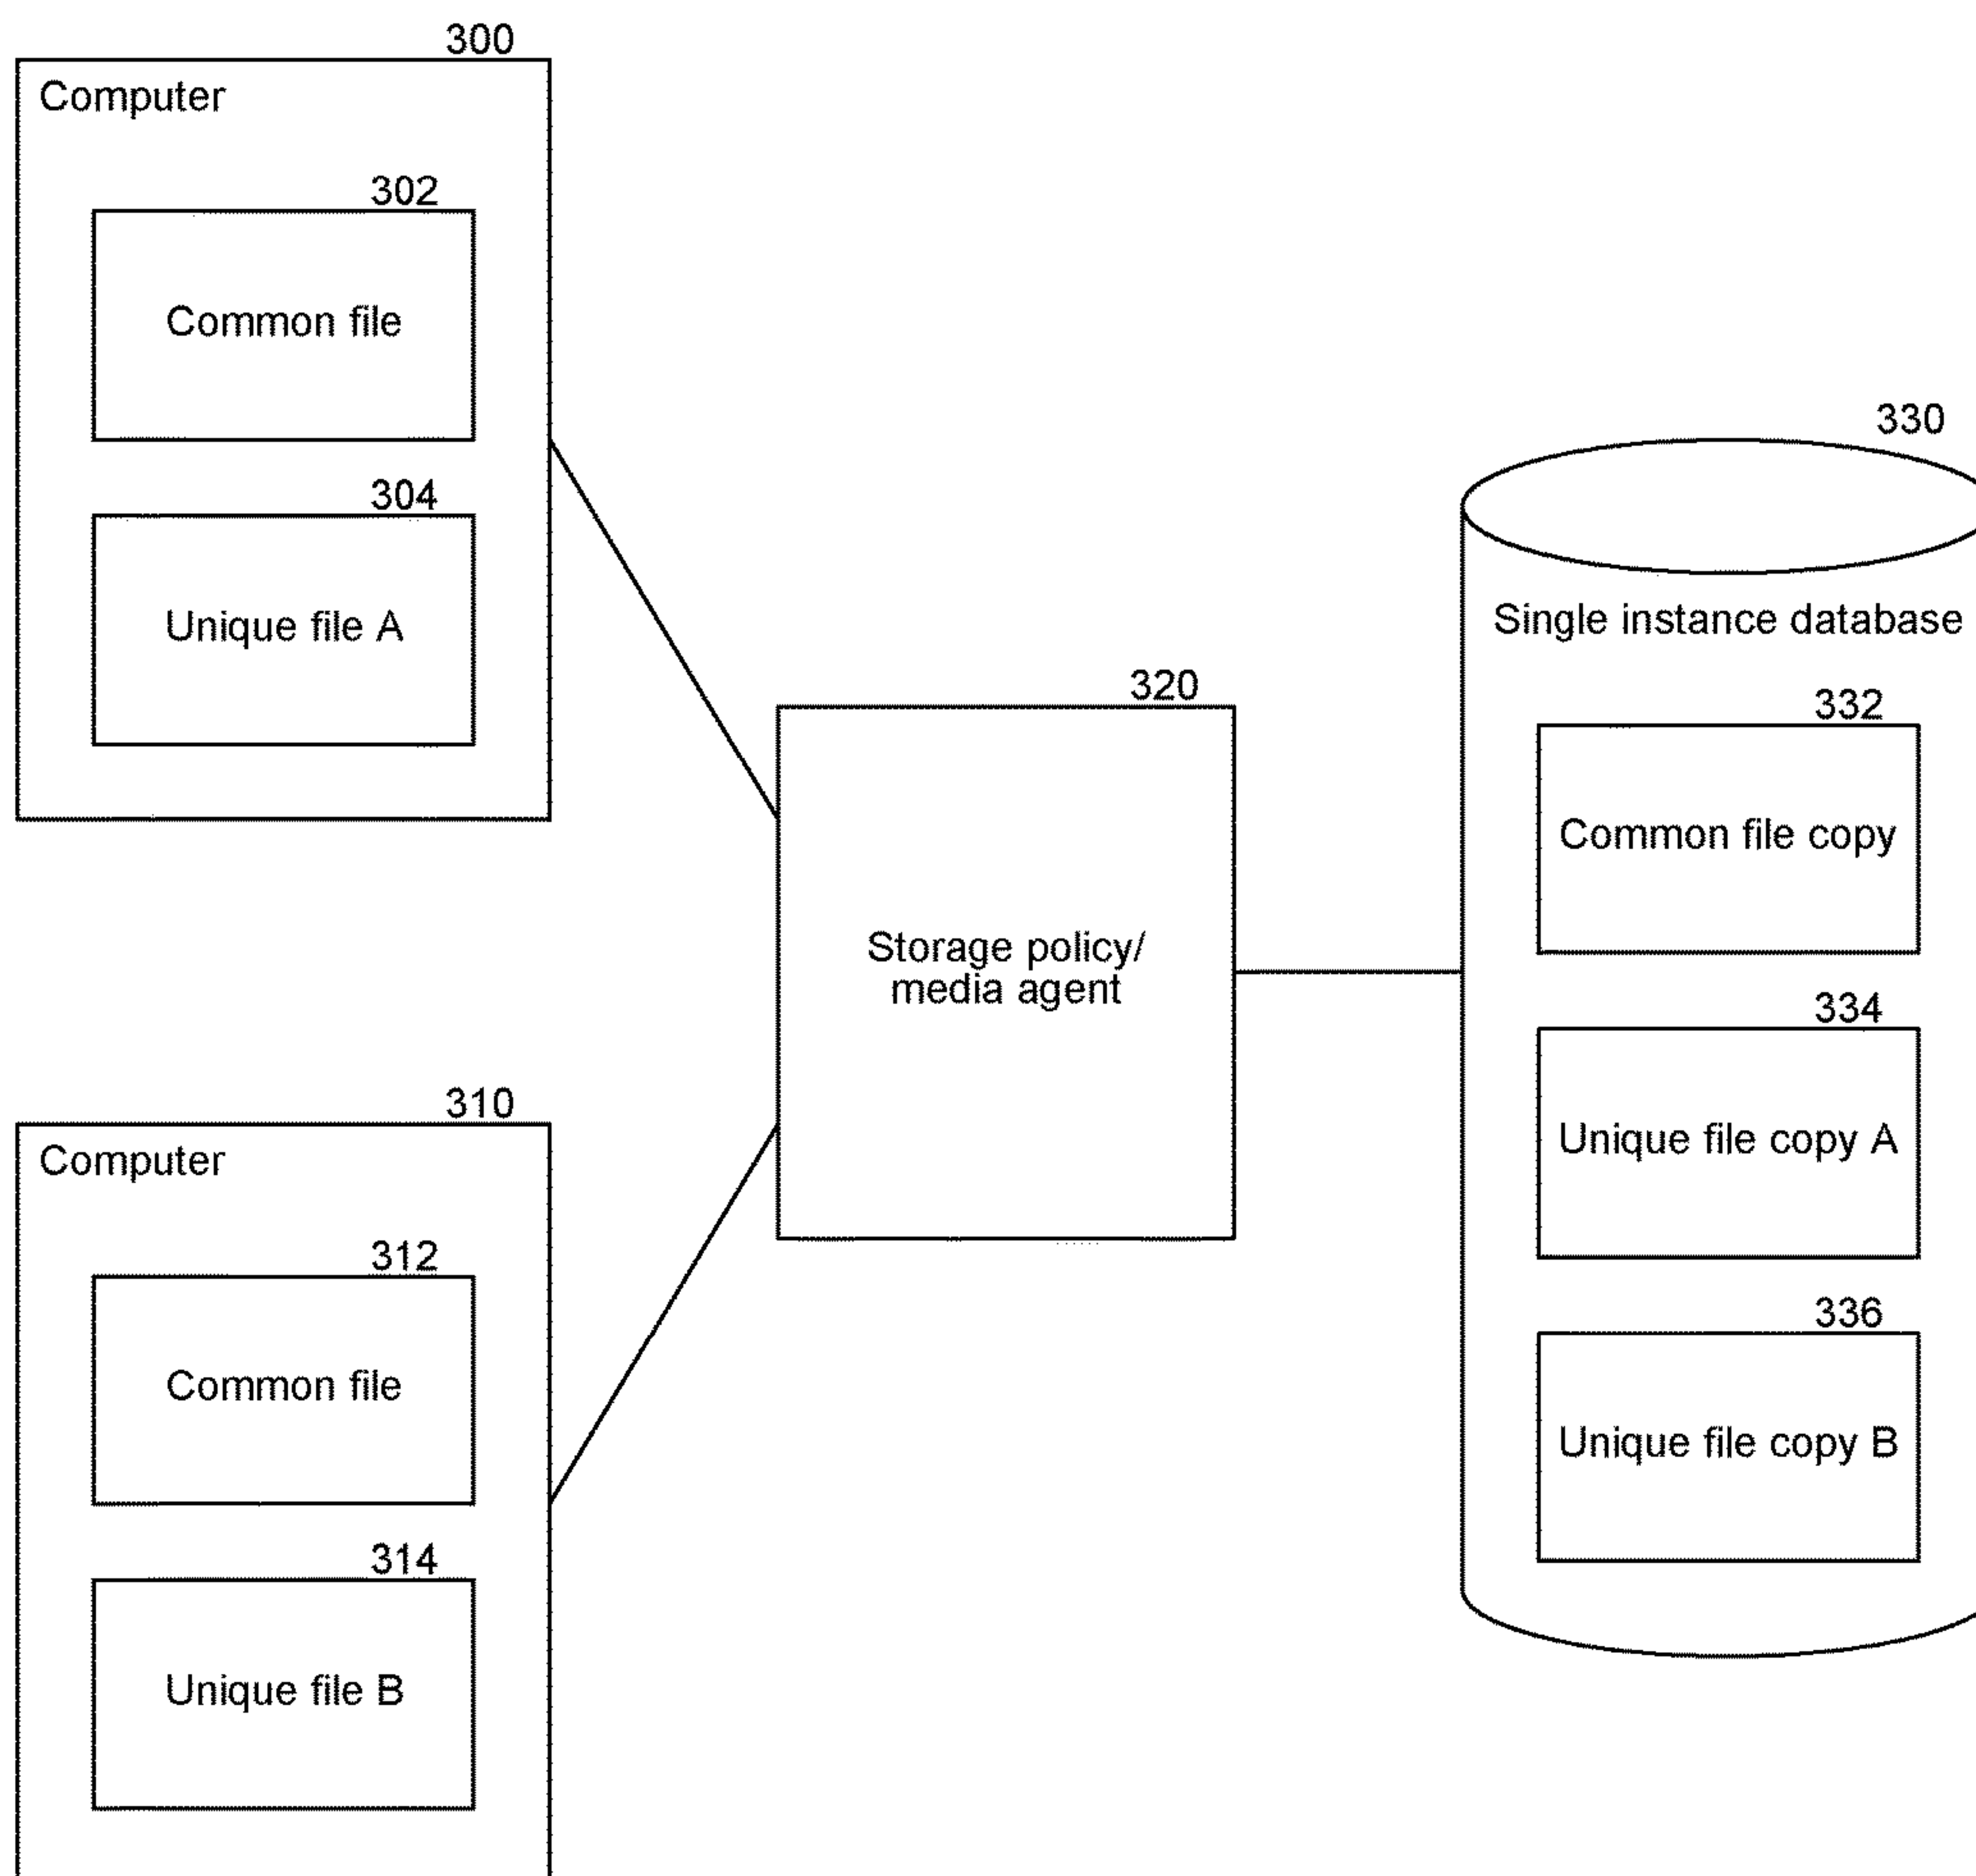 300
Computer
302
Common file
304
Unique file A
310
Computer
312
Common file
314
Unique file B
320
Storage policy/
media agent
330
Single instance database
332
Common file copy
334
Unique file copy A
336
Unique file copy B